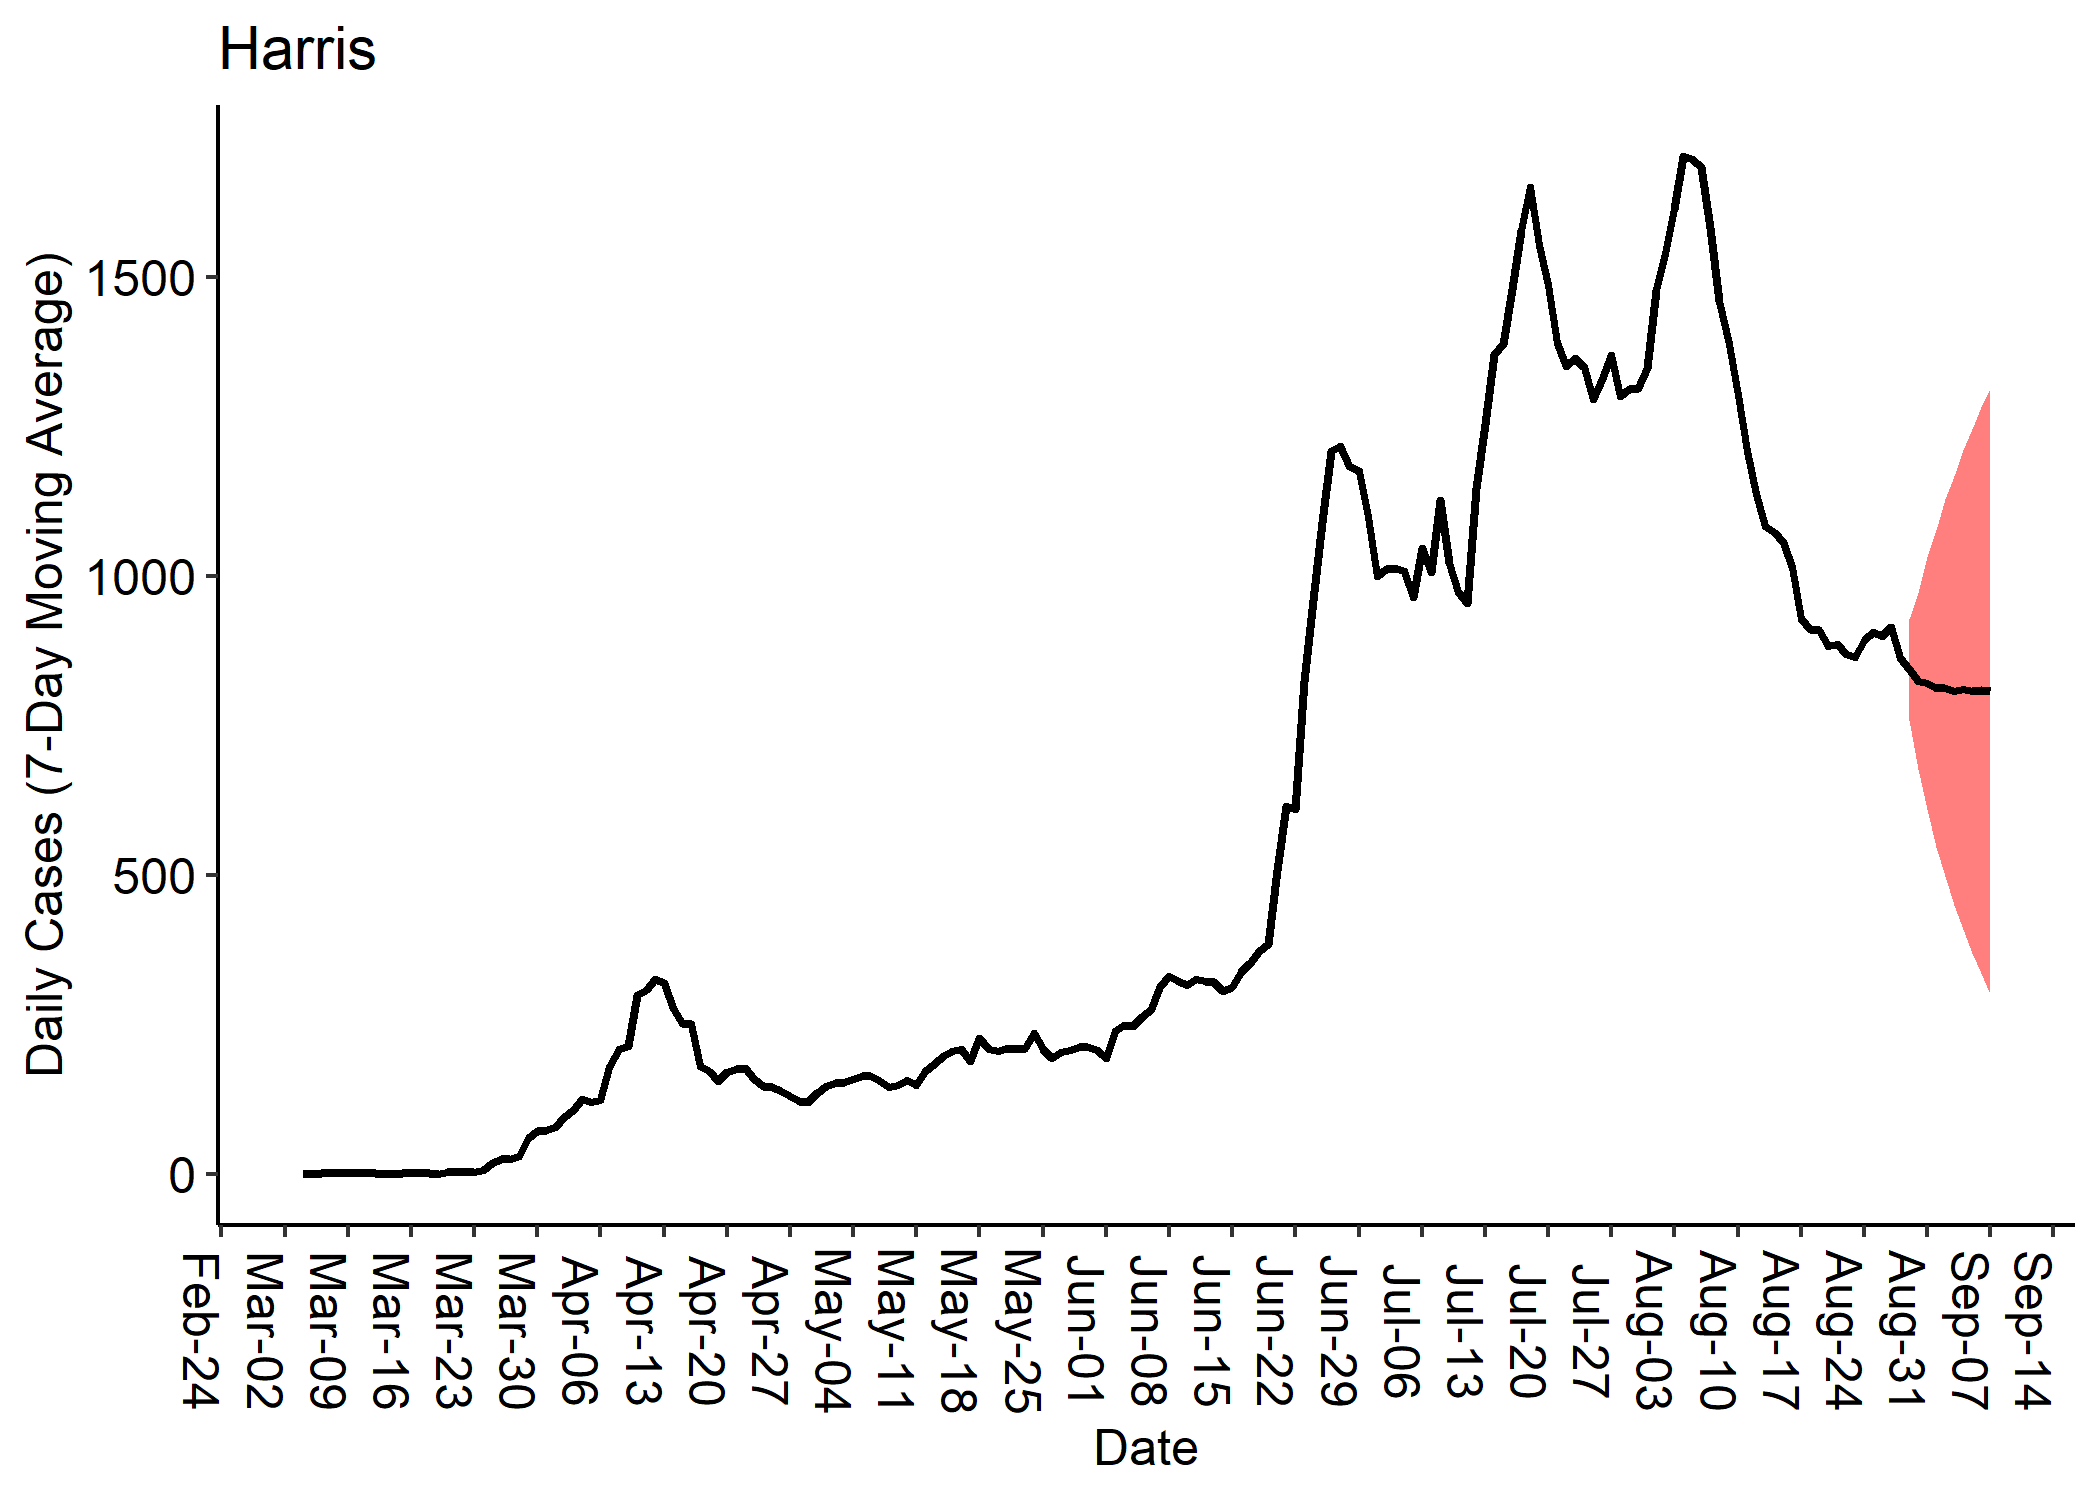 Harris
Daily Cases (7-Day Moving Average)
1500
1000
500
0
Feb-24
Mar-02
Mar-09
Mar-16
Mar-23
Mar-30
Apr-06
Apr-13
Apr-20
Apr-27
May-04
May-11
May-18
May-25
Jun-01
Jun-08
Jun-15
Jun-22
Jun-29
Jul-06
Jul-13
Jul-20
Jul-27
Aug-03
Aug-10
Aug-17
Aug-24
Aug-31
Sep-07
Sep-14
Date